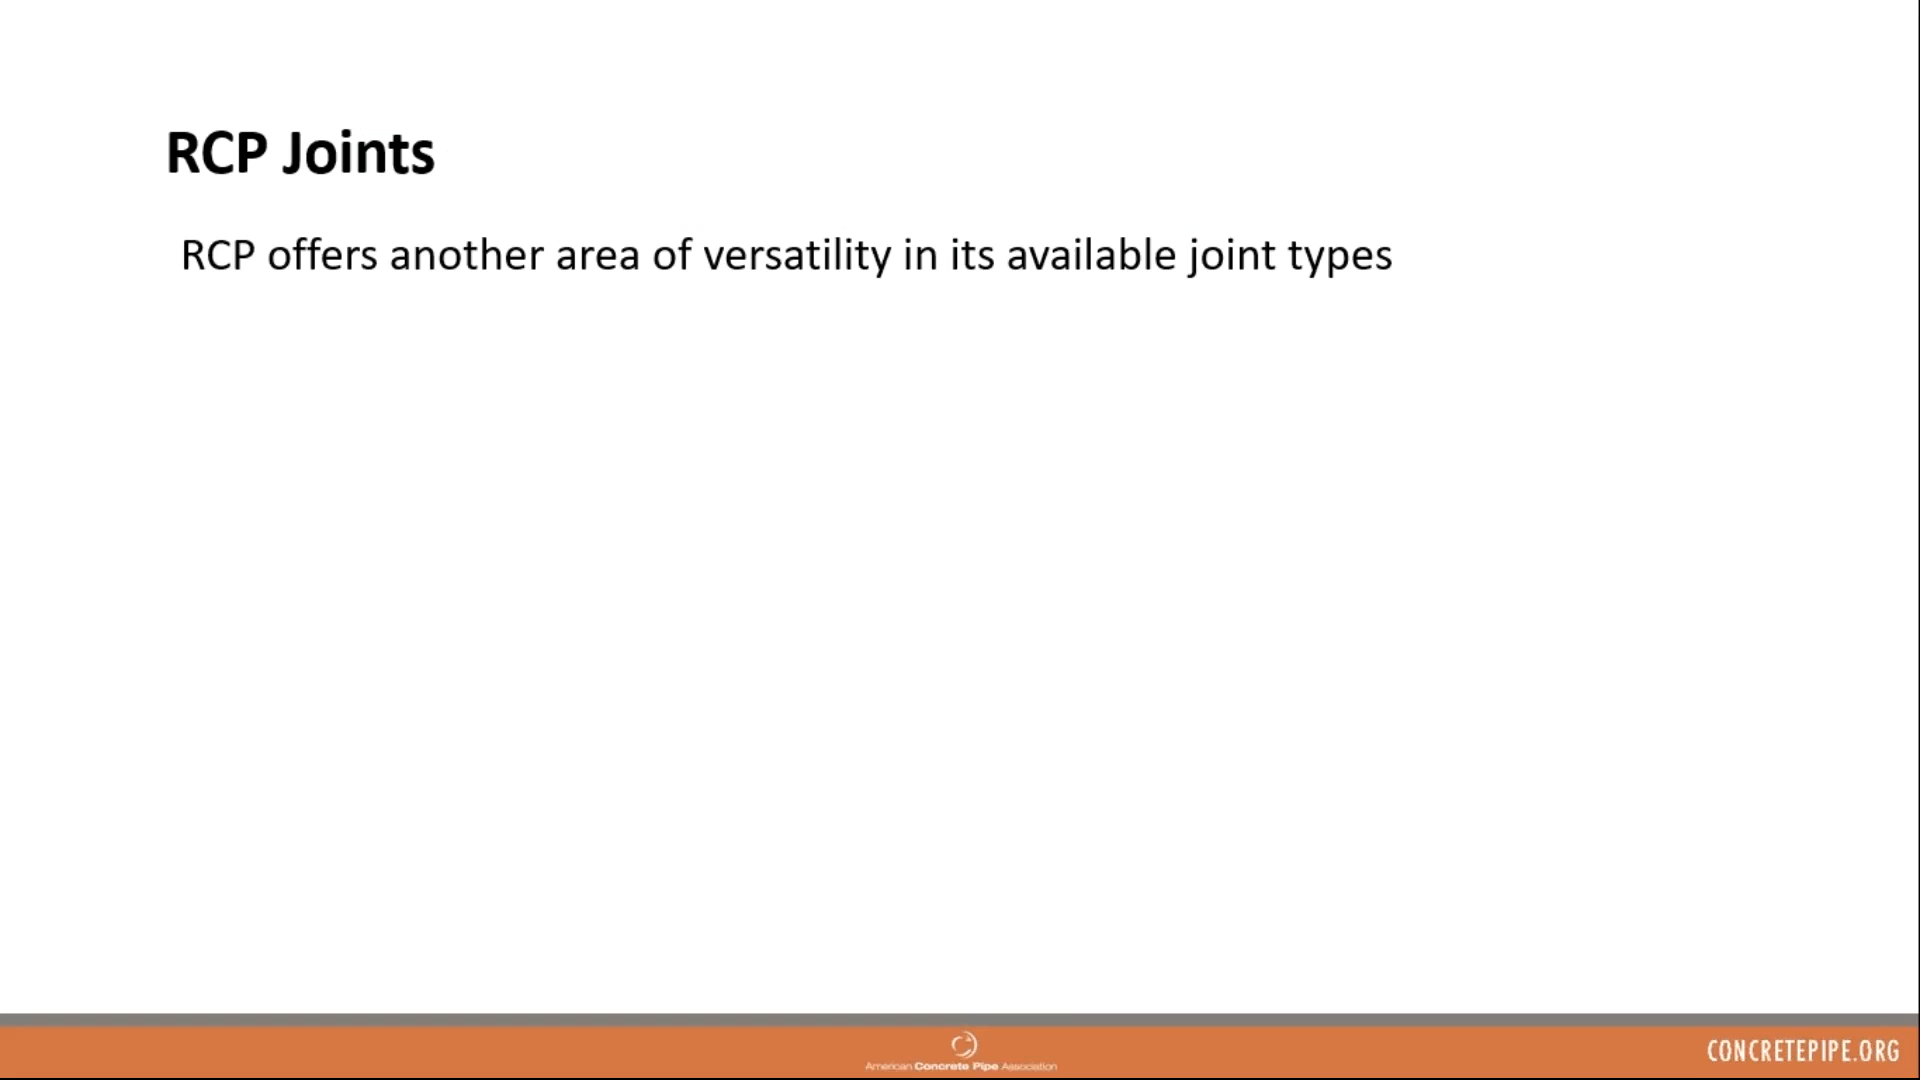 RCP Joints
RCP offers another area of versatility in its available joint types
American Concrete Pipe Association
CONCRETEPIPE.ORG